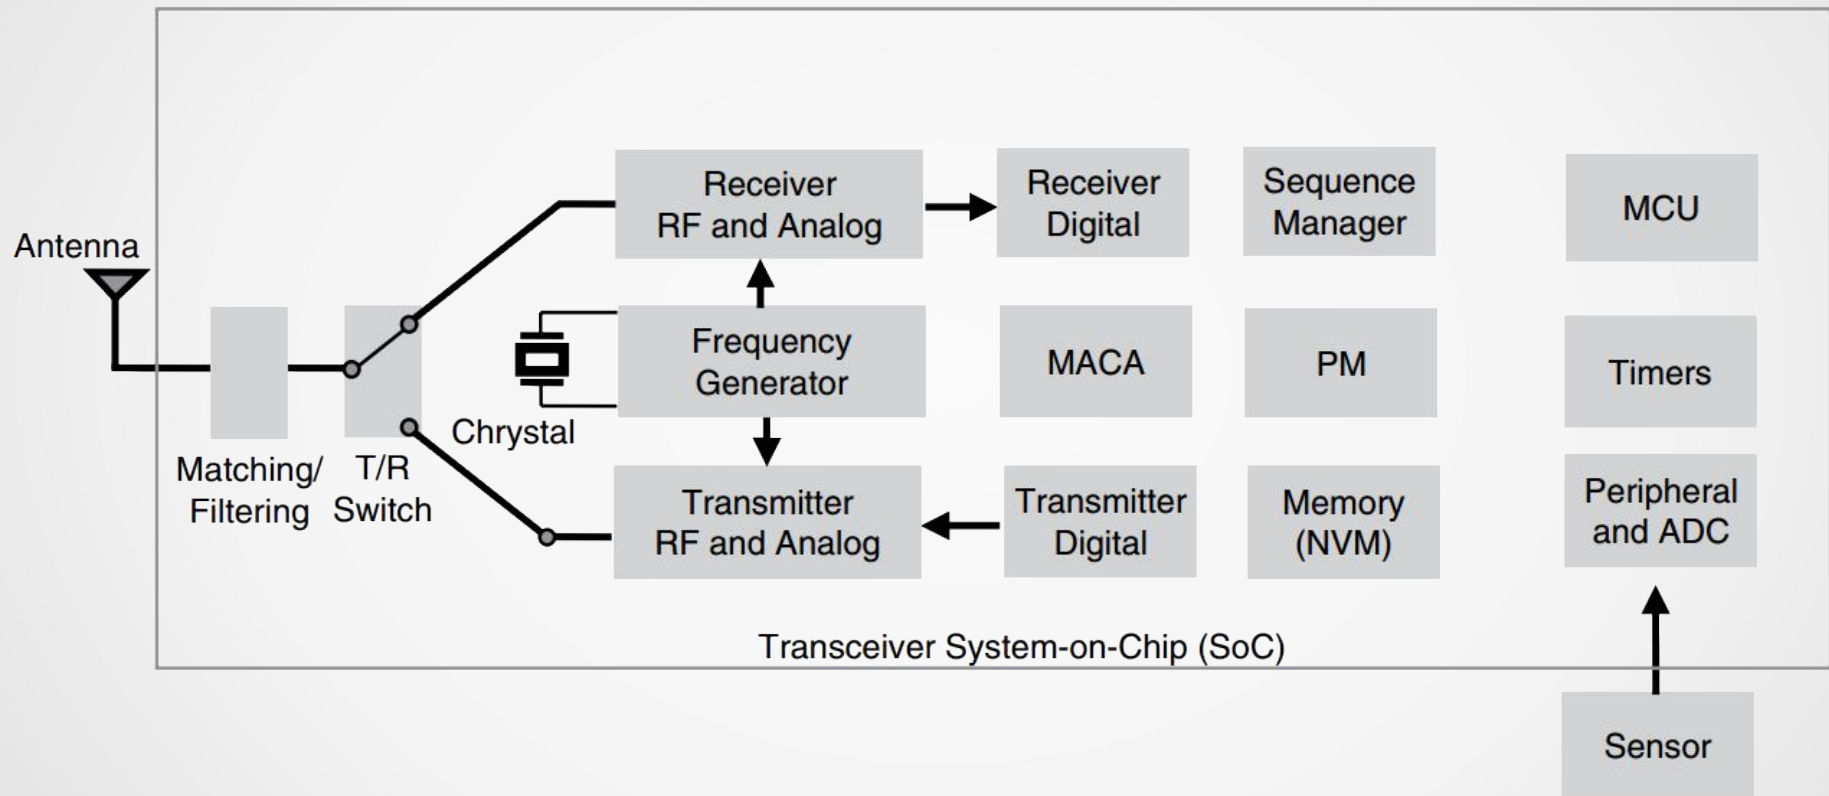 Antenna
Matching/
Filtering
T/R
Switch
Chrystal
Receiver
RF and Analog
Receiver
Digital
Sequence
Manager
MCU
Frequency
Generator
MACA
PM
Timers
Transmitter
RF and Analog
Transmitter
Digital
Memory
(NVM)
Peripheral
and ADC
Transceiver System-on-Chip (SoC)
Sensor